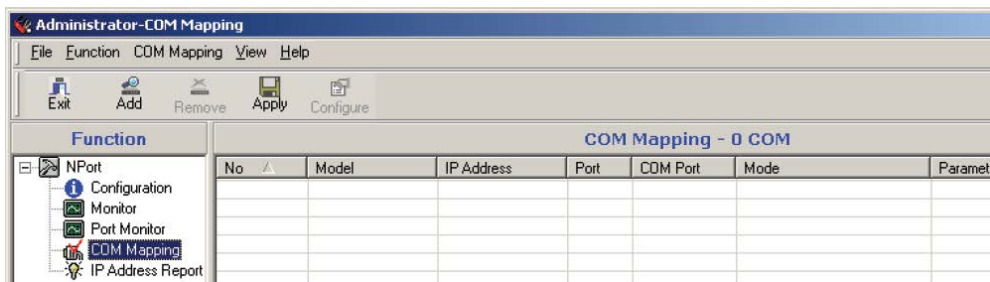 Administrator-COM Mapping
File Function COM Mapping View Help
Exit Add Remove Apply Configure
Function
COM Mapping - 0 COM
NPort
Configuration
Monitor
Port Monitor
COM Mapping
IP Address Report
No Model IP Address Port COM Port Mode Paramet